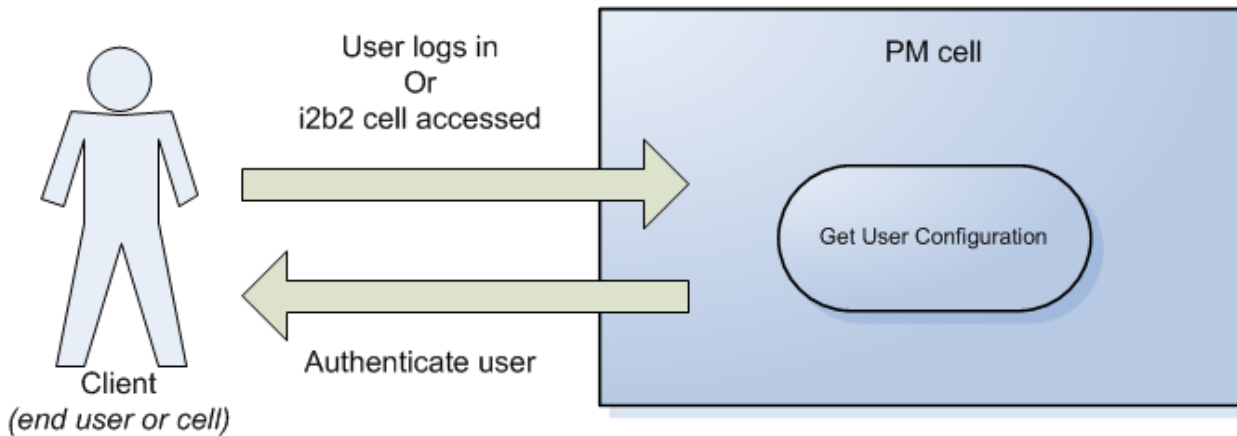 User logs in
Or
i2b2 cell accessed
PM cell
Get User Configuration
Authenticate user
Client
(end user or cell)